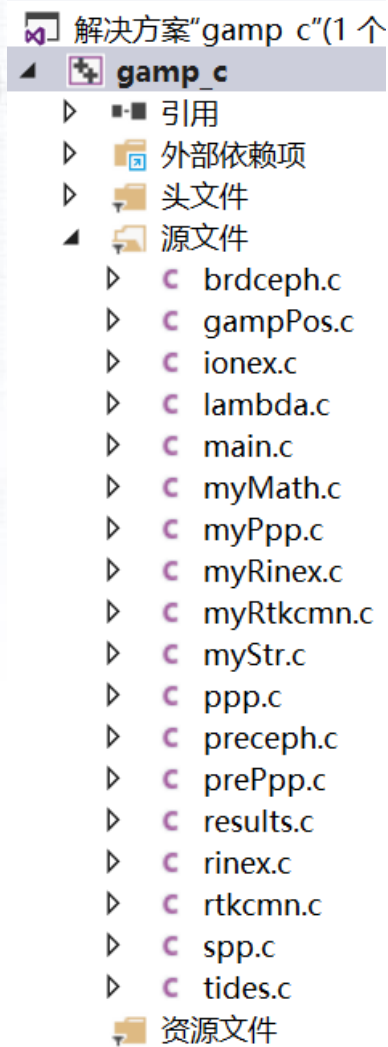 解决方案"gamp_c"(1 个
gamp_c
引用
外部依赖项
头文件
源文件
brdceph.c
gampPos.c
ionex.c
lambda.c
main.c
myMath.c
myPpp.c
myRinex.c
myRtkcmn.c
myStr.c
ppp.c
preceph.c
prePpp.c
results.c
rinex.c
rtkcmn.c
spp.c
tides.c
资源文件